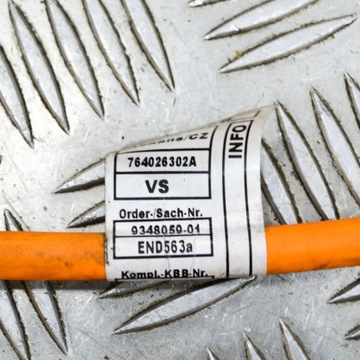 764026302A
VS
Order-/Sach-Nr.
9348059-01
END563a
Kompl.-KBB-Nr.
INFO